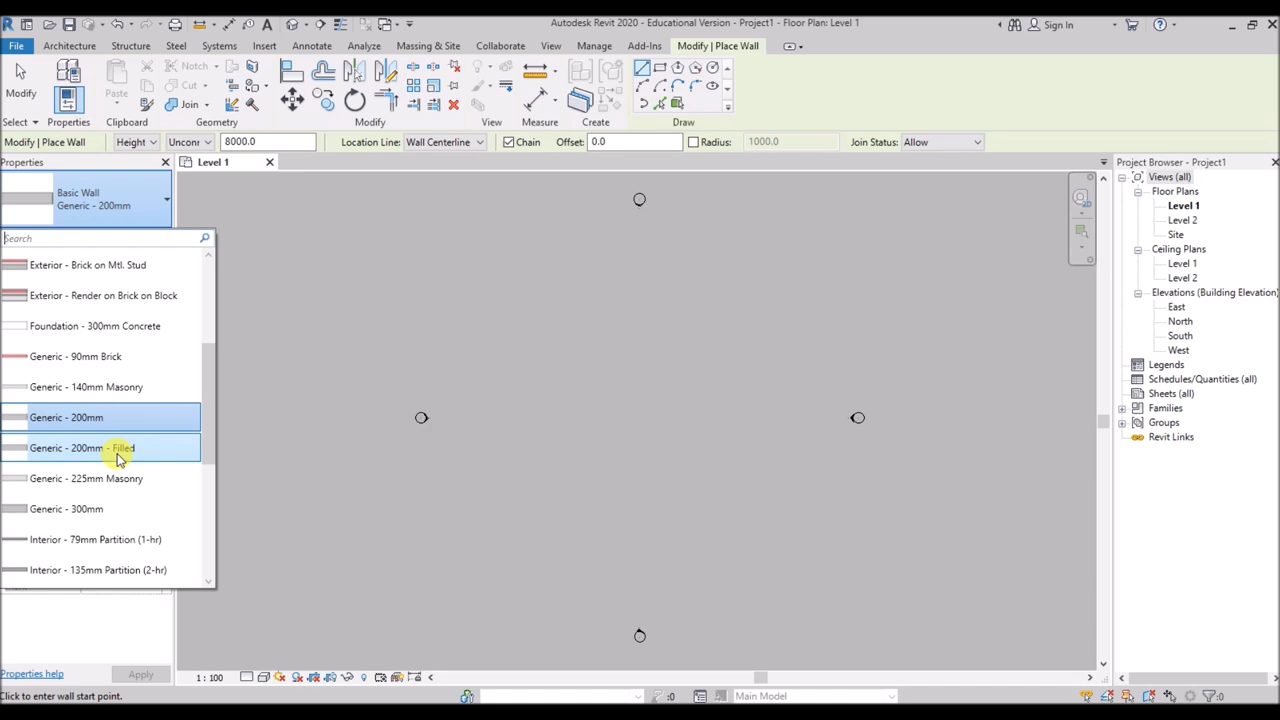 Autodesk Revit 2020 - Educational Version - Project1 - Floor Plan: Level 1
Sign In
File Architecture Structure Steel Systems Insert Annotate Analyze Massing & Site Collaborate View Manage Add-Ins Modify | Place Wall
Modify
Paste
Notch
Cut
Join
Select Properties Clipboard Geometry Modify View Measure Create Draw
Modify | Place Wall Height Unconr 8000.0 Location Line: Wall Centerline Chain Offset: 0.0 Radius: 1000.0 Join Status: Allow
Properties
Level 1
Project Browser - Project1
Basic Wall
Generic - 200mm
Search
Exterior - Brick on Mtl. Stud
Exterior - Render on Brick on Block
Foundation - 300mm Concrete
Generic - 90mm Brick
Generic - 140mm Masonry
Generic - 200mm
Generic - 200mm - Filled
Generic - 225mm Masonry
Generic - 300mm
Interior - 79mm Partition (1-hr)
Interior - 135mm Partition (2-hr)
Views (all)
Floor Plans
Level 1
Level 2
Site
Ceiling Plans
Level 1
Level 2
Elevations (Building Elevation)
East
North
South
West
Legends
Schedules/Quantities (all)
Sheets (all)
Families
Groups
Revit Links
Properties help Apply
1 : 100
Click to enter wall start point.
:0
Main Model
:0